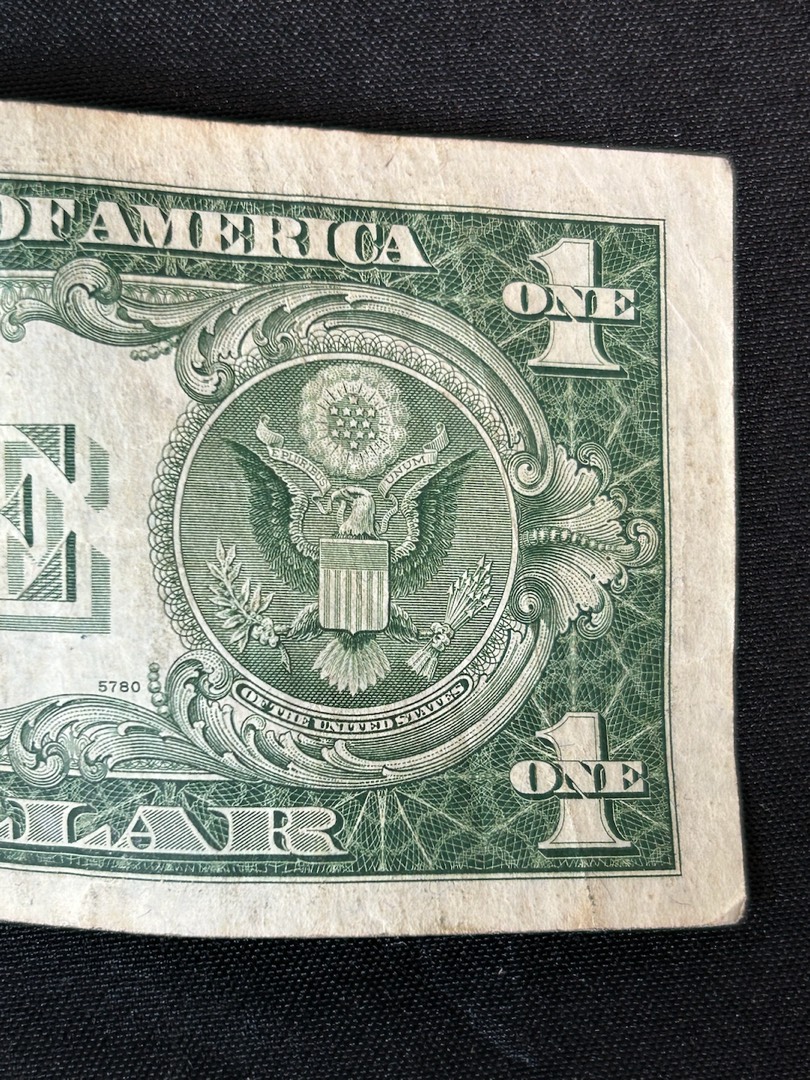 OF AMERICA
ONE
1
E PLURIBUS UNUM
E
5780
OF THE UNITED STATES
1
ONE
LLAR